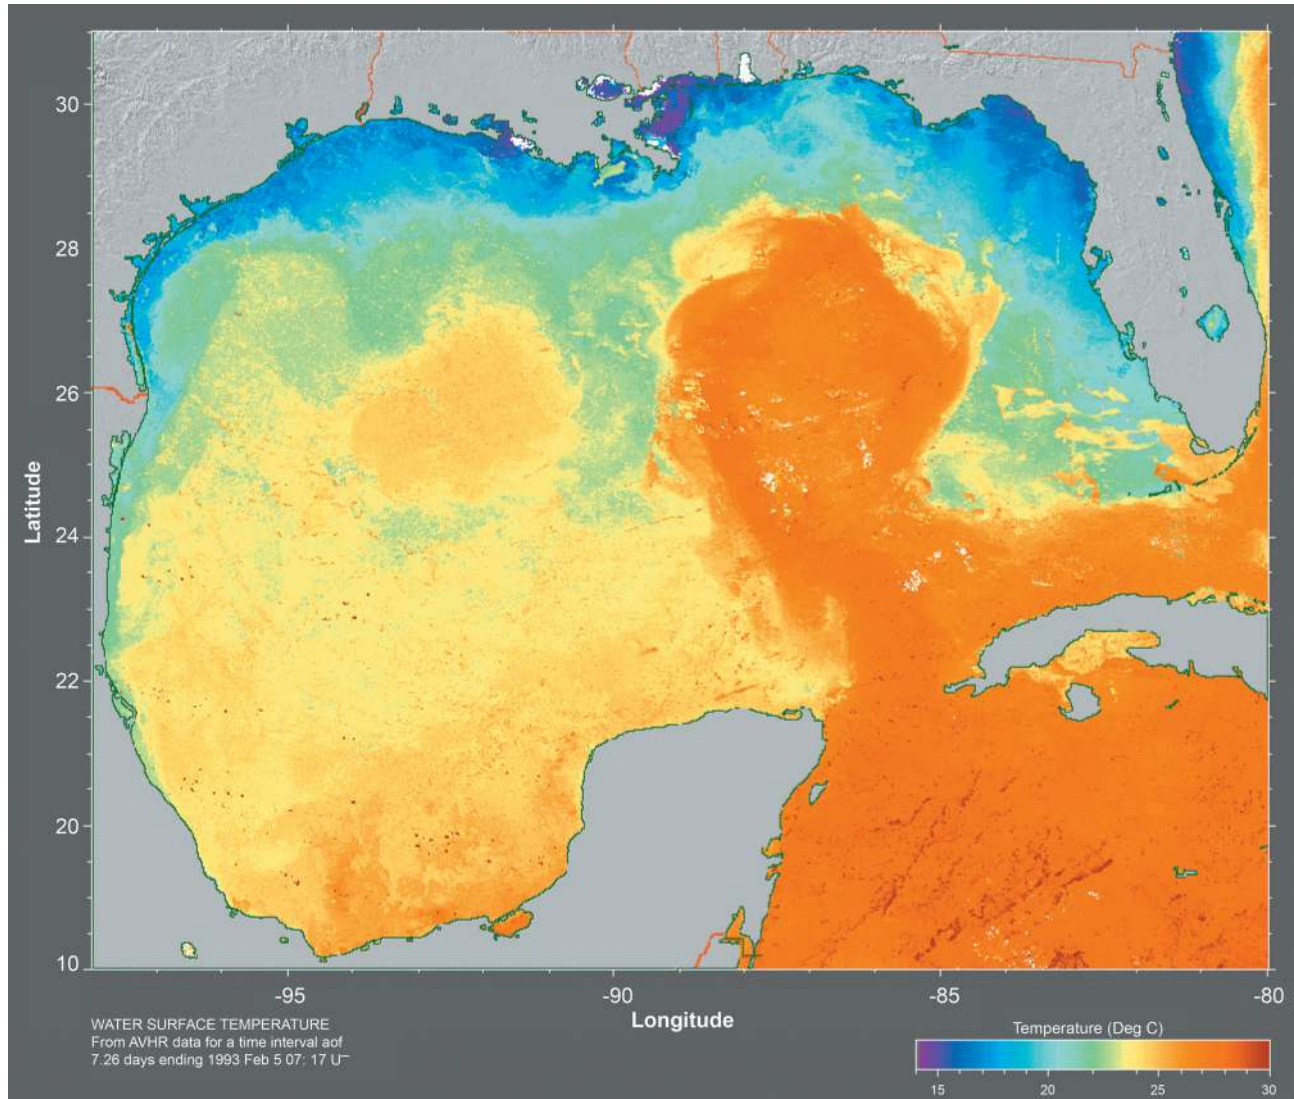 30
28
26
24
22
20
10
Latitude
-95
-90
-85
-80
Longitude
WATER SURFACE TEMPERATURE
From AVHR data for a time interval aof
7.26 days ending 1993 Feb 5 07: 17 U
Temperature (Deg C)
15 20 25 30